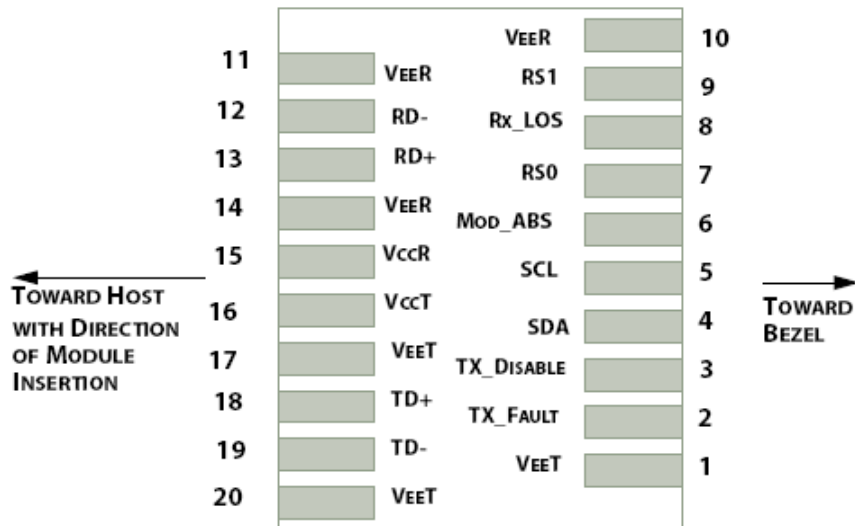 11 VEER
12 RD-
13 RD+
14 VEER
15 VCCR
16 VCCT
17 VEET
18 TD+
19 TD-
20 VEET
VEER 10
RS1 9
RX_LOS 8
RS0 7
MOD_ABS 6
SCL 5
SDA 4
TX_DISABLE 3
TX_FAULT 2
VEET 1
TOWARD HOST
WITH DIRECTION
OF MODULE
INSERTION
TOWARD
BEZEL